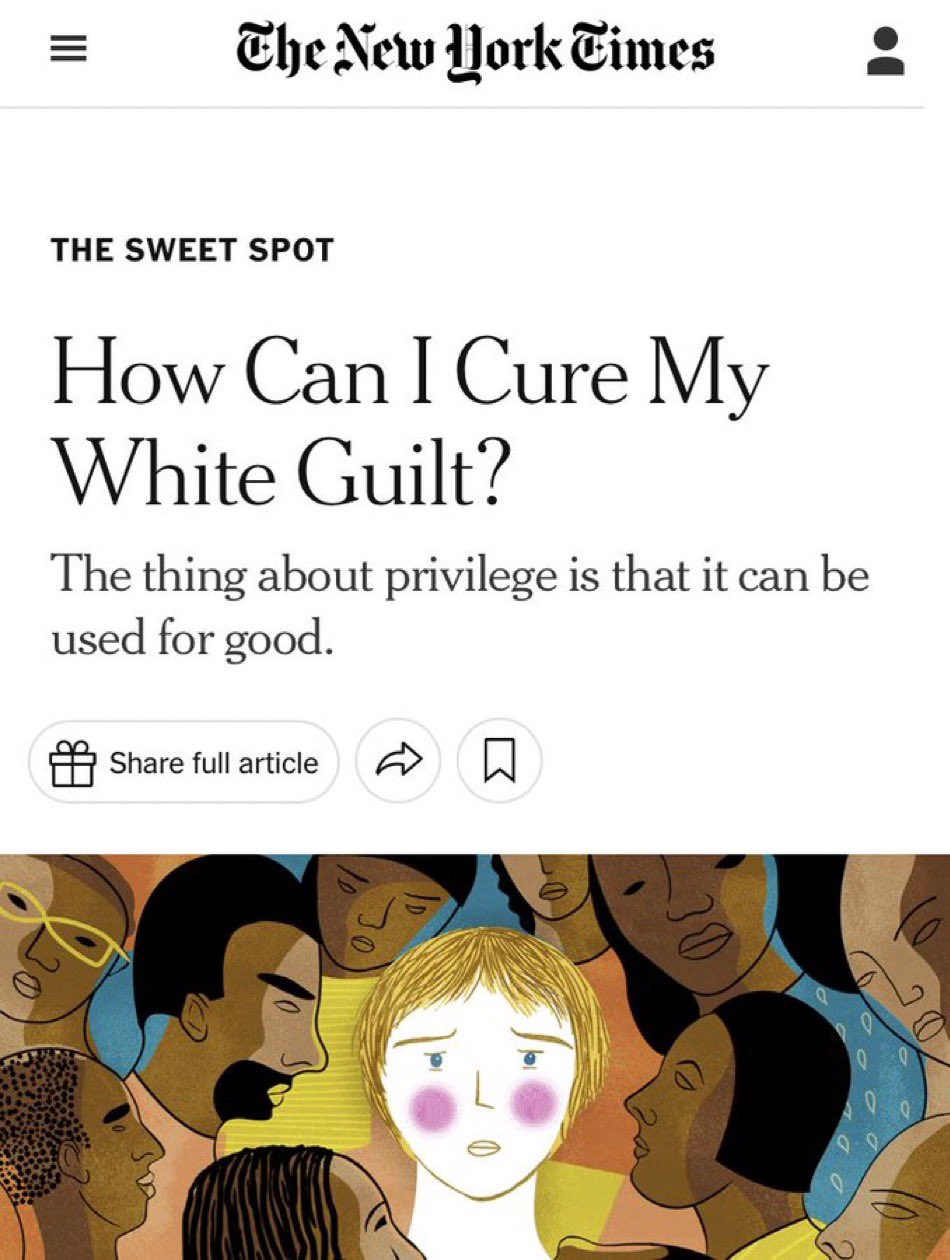 The New York Times
THE SWEET SPOT
How Can I Cure My
White Guilt?
The thing about privilege is that it can be
used for good.
Share full article